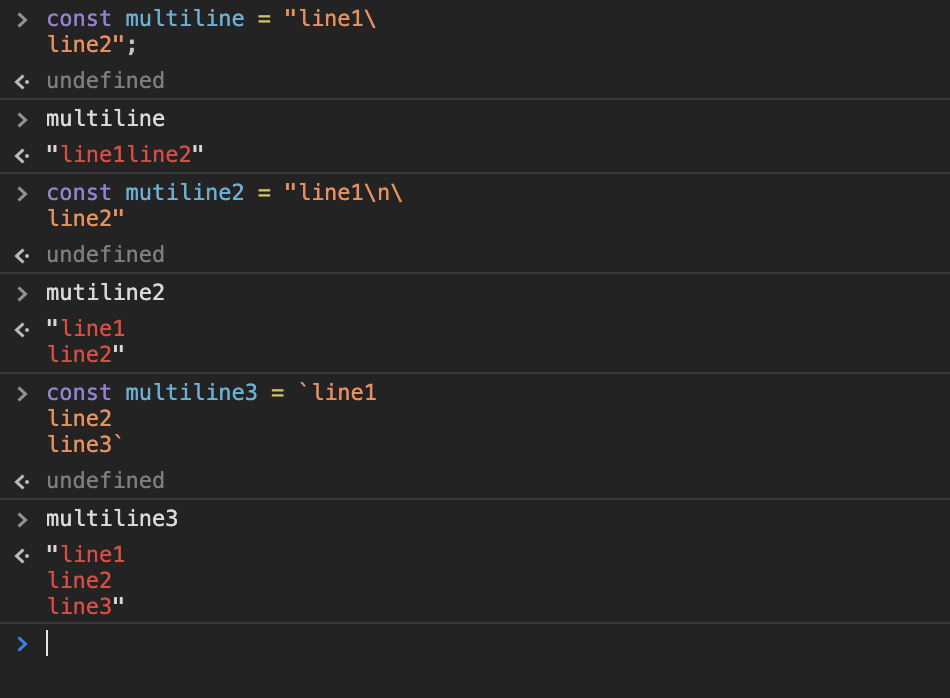 > const multiline = "line1\
line2";
<· undefined
> multiline
<· "line1line2"
> const mutiline2 = "line1\n\
line2"
<· undefined
> mutiline2
<· "line1
line2"
> const multiline3 = `line1
line2
line3`
<· undefined
> multiline3
<· "line1
line2
line3"
>